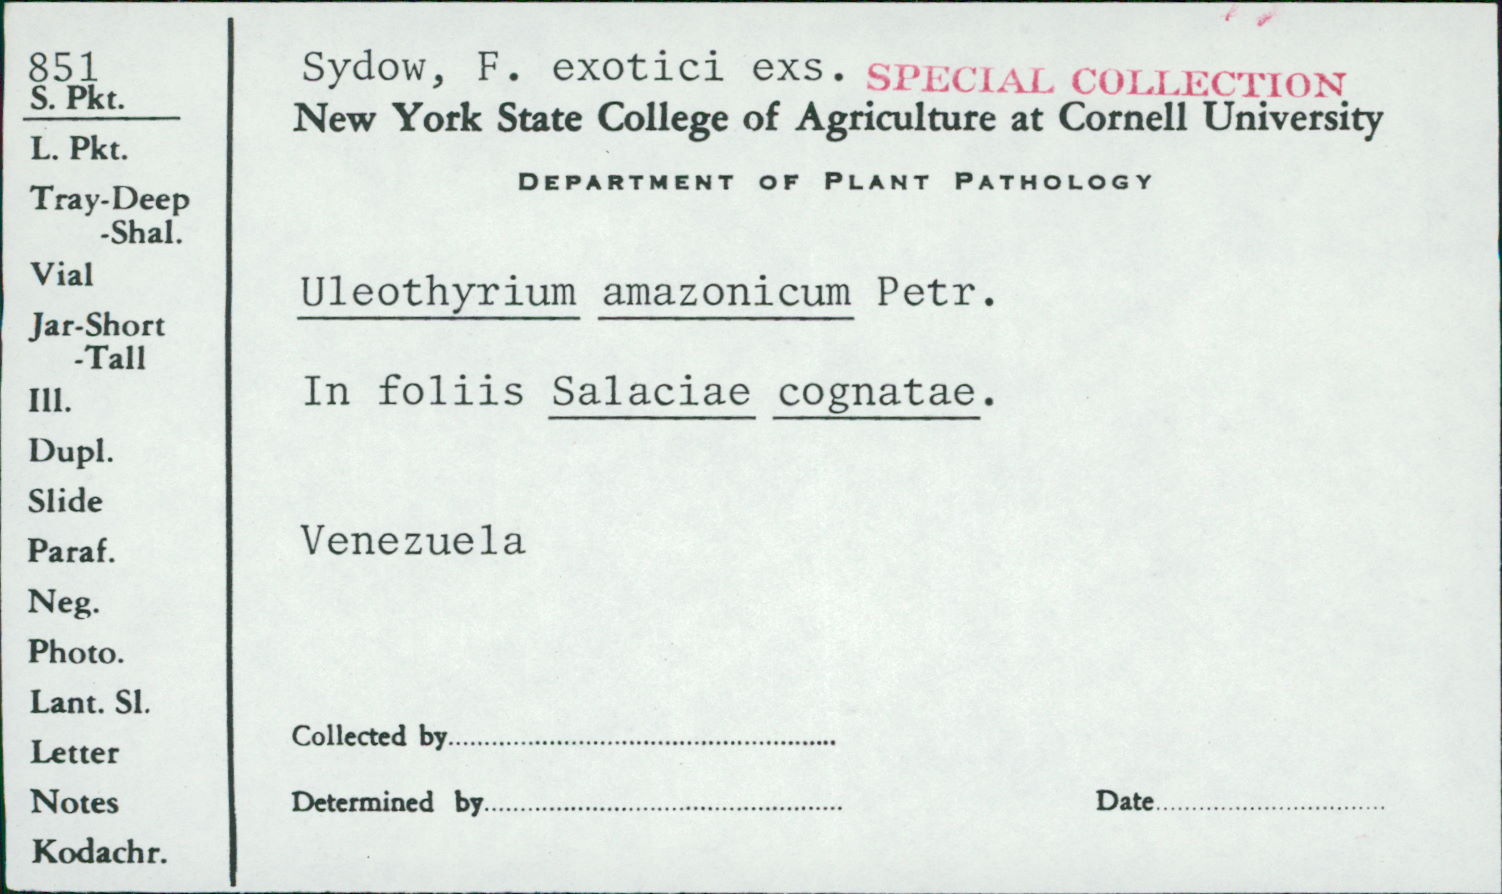 851
S. Pkt.
L. Pkt.
Tray-Deep
-Shal.
Vial
Jar-Short
-Tall
Ill.
Dupl.
Slide
Paraf.
Neg.
Photo.
Lant. Sl.
Letter
Notes
Kodachr.
Sydow, F. exotici exs. SPECIAL COLLECTION
New York State College of Agriculture at Cornell University
DEPARTMENT OF PLANT PATHOLOGY
Uleothyrium amazonicum Petr.
In foliis Salaciae cognatae.
Venezuela
Collected by
Determined by
Date